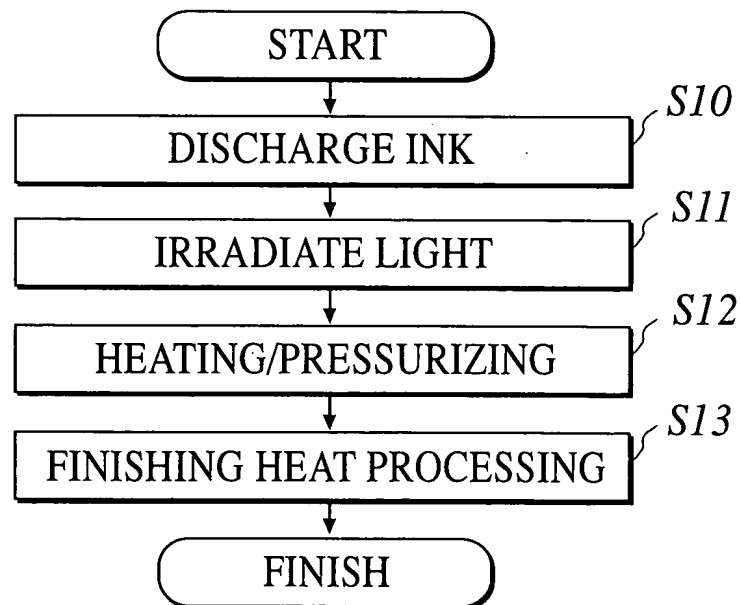 START
DISCHARGE INK
S10
IRRADIATE LIGHT
S11
HEATING/PRESSURIZING
S12
FINISHING HEAT PROCESSING
S13
FINISH